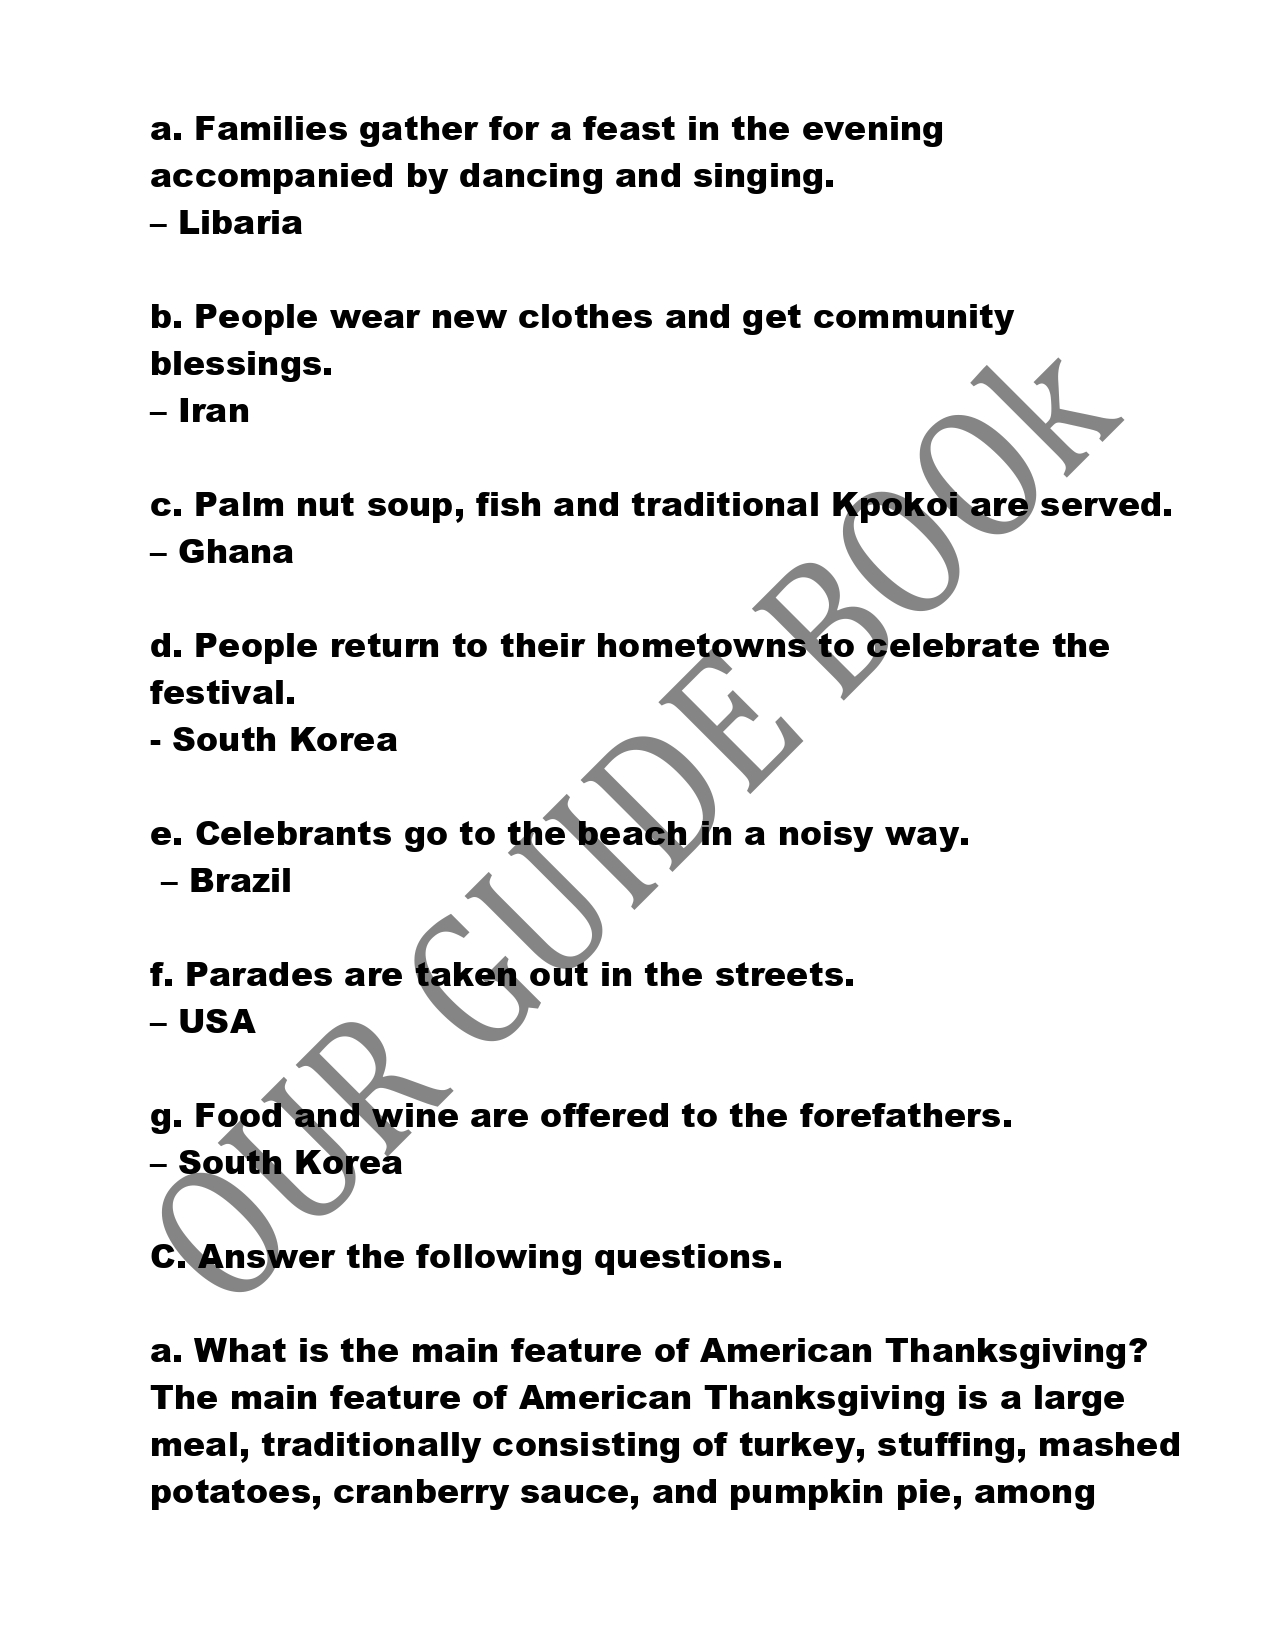 a. Families gather for a feast in the evening
accompanied by dancing and singing.
– Libaria
b. People wear new clothes and get community
blessings.
– Iran
c. Palm nut soup, fish and traditional Kpokoi are served.
– Ghana
d. People return to their hometowns to celebrate the
festival.
- South Korea
e. Celebrants go to the beach in a noisy way.
– Brazil
f. Parades are taken out in the streets.
– USA
g. Food and wine are offered to the forefathers.
– South Korea
C. Answer the following questions.
a. What is the main feature of American Thanksgiving?
The main feature of American Thanksgiving is a large
meal, traditionally consisting of turkey, stuffing, mashed
potatoes, cranberry sauce, and pumpkin pie, among
OUR GUIDE BOOk